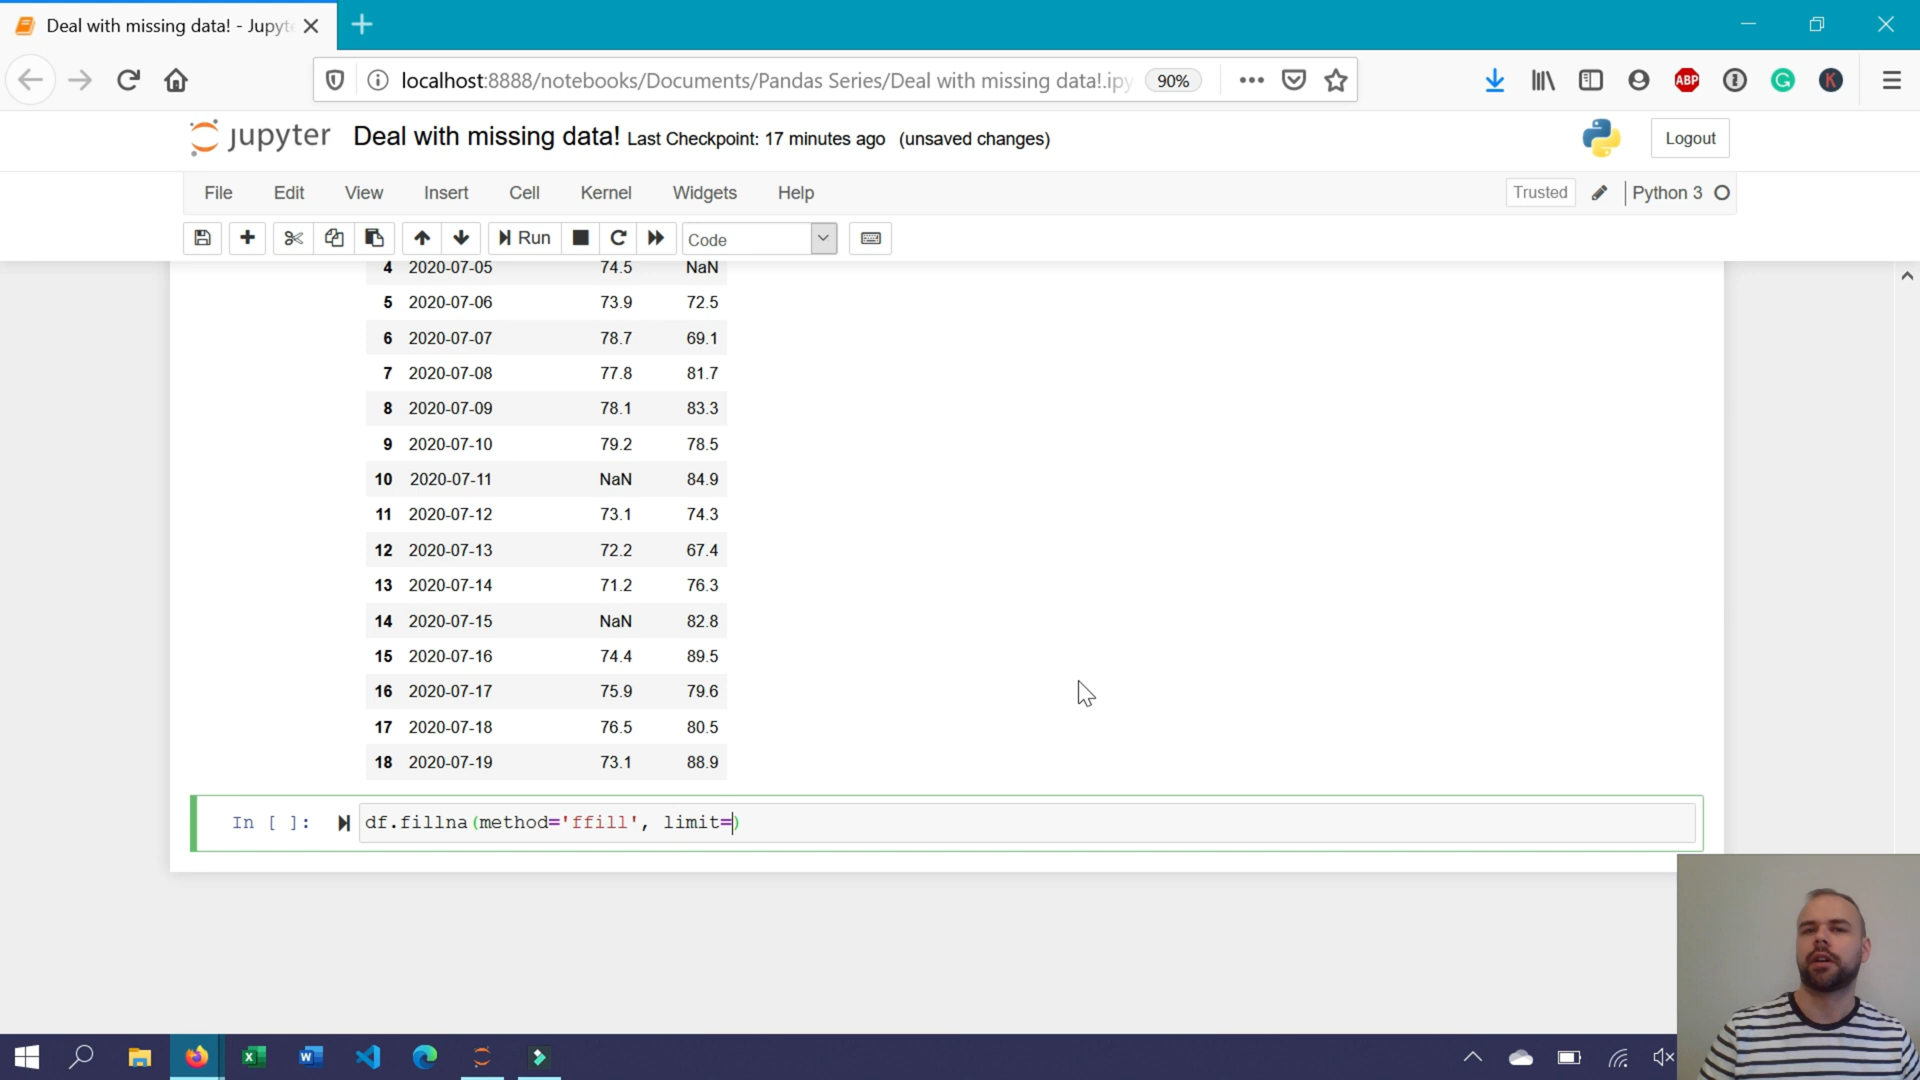 Deal with missing data! - Jupyt
localhost:8888/notebooks/Documents/Pandas Series/Deal with missing data!.ipy 90%
ABP
K
jupyter Deal with missing data! Last Checkpoint: 17 minutes ago (unsaved changes)
Logout
File Edit View Insert Cell Kernel Widgets Help
Trusted Python 3
Run Code
4 2020-07-05 74.5 NaN
5 2020-07-06 73.9 72.5
6 2020-07-07 78.7 69.1
7 2020-07-08 77.8 81.7
8 2020-07-09 78.1 83.3
9 2020-07-10 79.2 78.5
10 2020-07-11 NaN 84.9
11 2020-07-12 73.1 74.3
12 2020-07-13 72.2 67.4
13 2020-07-14 71.2 76.3
14 2020-07-15 NaN 82.8
15 2020-07-16 74.4 89.5
16 2020-07-17 75.9 79.6
17 2020-07-18 76.5 80.5
18 2020-07-19 73.1 88.9
In [ ]: df.fillna(method='ffill', limit=)